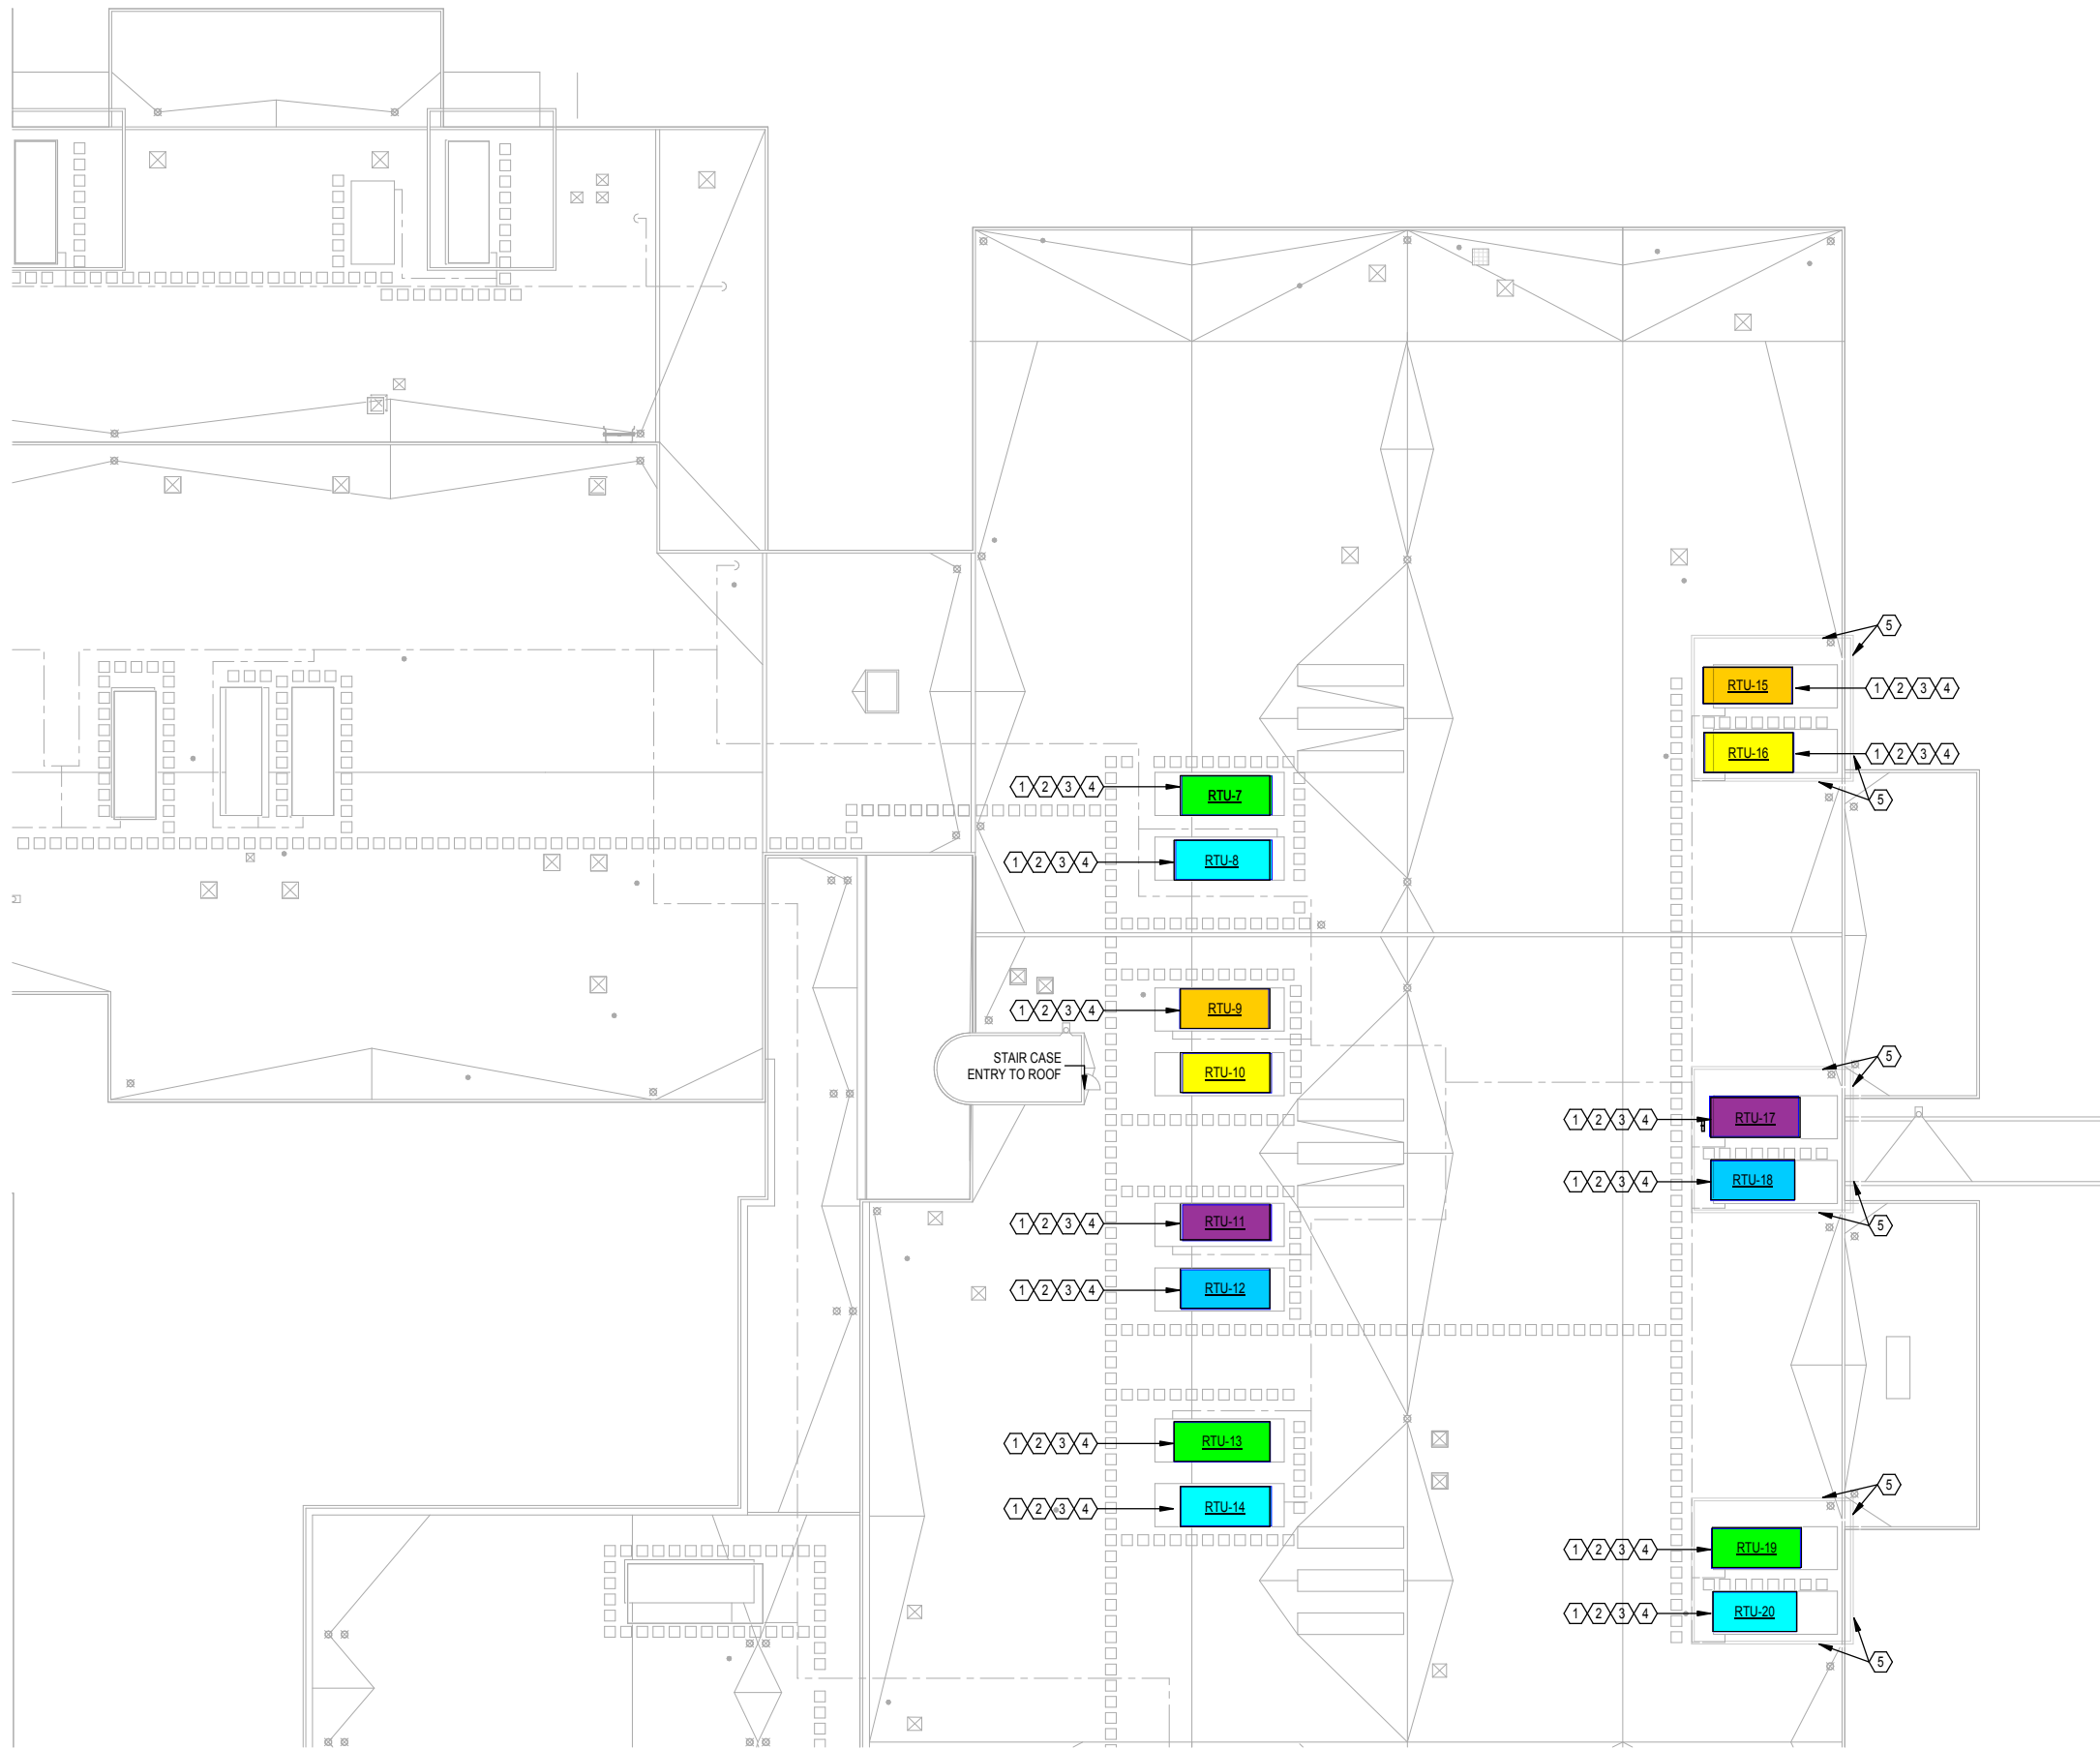 5
RTU-15
1 2 3 4
RTU-16
1 2 3 4
5
1 2 3 4
RTU-7
1 2 3 4
RTU-8
1 2 3 4
RTU-9
STAIR CASE
ENTRY TO ROOF
RTU-10
5
1 2 3 4
RTU-17
1 2 3 4
RTU-18
5
1 2 3 4
RTU-11
1 2 3 4
RTU-12
1 2 3 4
RTU-13
1 2 3 4
RTU-14
5
1 2 3 4
RTU-19
1 2 3 4
RTU-20
5